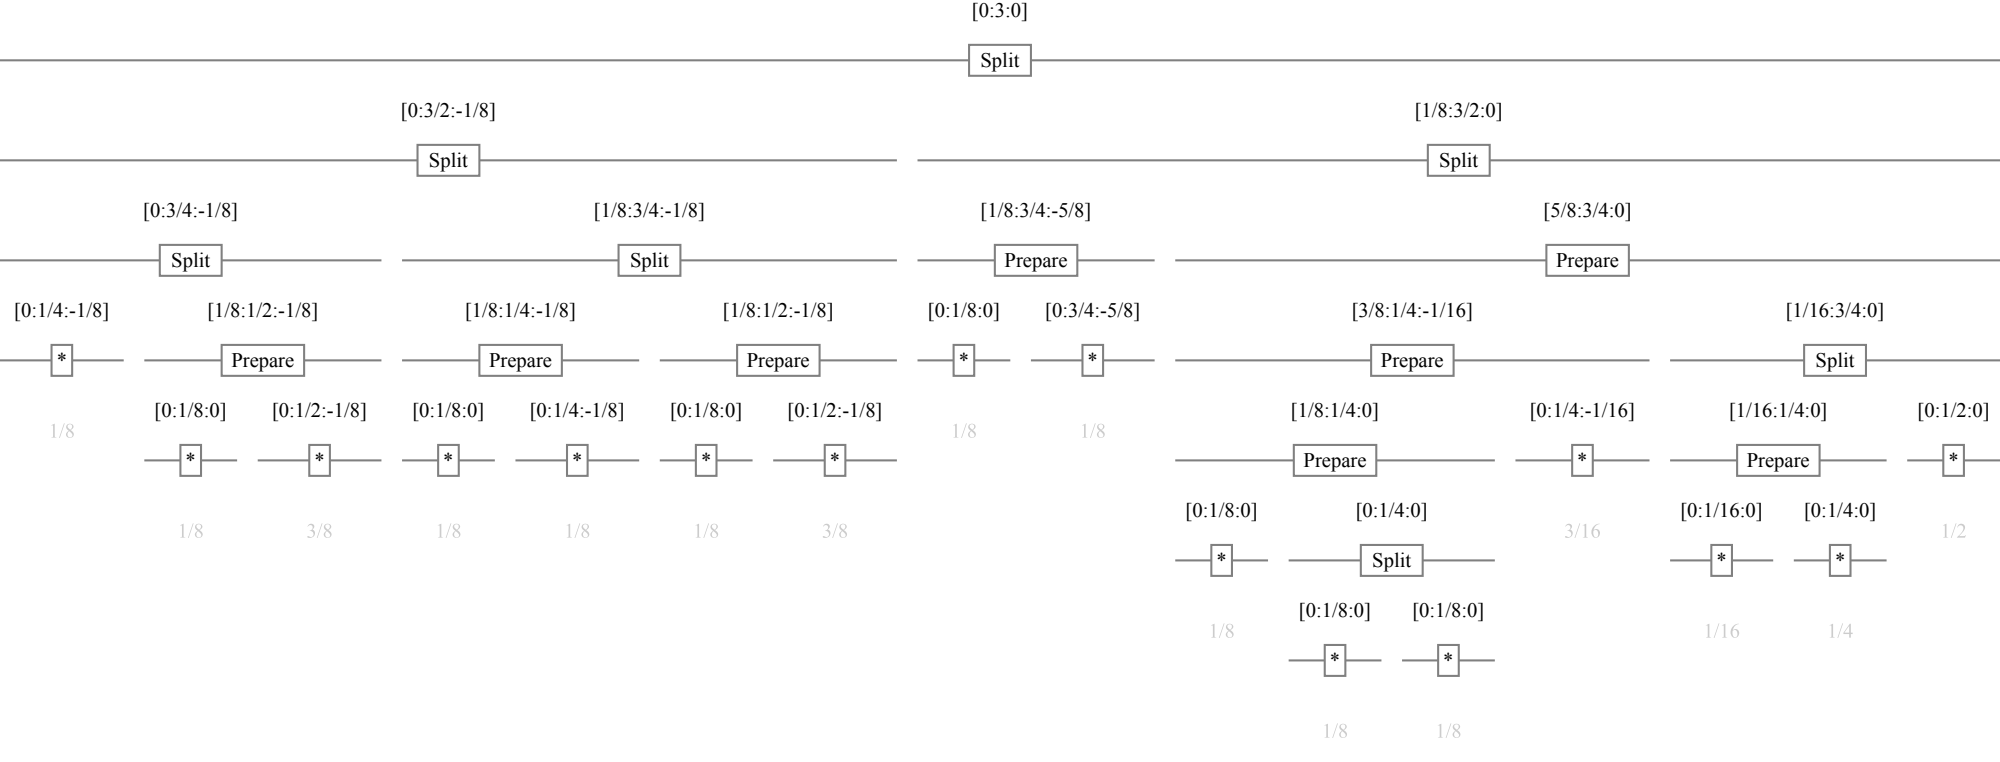 [0:3:0]
Split
[0:3/2:-1/8] [1/8:3/2:0]
Split Split
[0:3/4:-1/8] [1/8:3/4:-1/8] [1/8:3/4:-5/8] [5/8:3/4:0]
Split Split Prepare Prepare
[0:1/4:-1/8] [1/8:1/2:-1/8] [1/8:1/4:-1/8] [1/8:1/2:-1/8] [0:1/8:0] [0:3/4:-5/8] [3/8:1/4:-1/16] [1/16:3/4:0]
* Prepare Prepare Prepare * * Prepare Split
[0:1/8:0] [0:1/2:-1/8] [0:1/8:0] [0:1/4:-1/8] [0:1/8:0] [0:1/2:-1/8] [1/8:1/4:0] [0:1/4:-1/16] [1/16:1/4:0] [0:1/2:0]
1/8 1/8 1/8
* * * * * * Prepare * Prepare *
[0:1/8:0] [0:1/4:0] [0:1/16:0] [0:1/4:0]
1/8 3/8 1/8 1/8 1/8 3/8 3/16 1/2
* Split * *
[0:1/8:0] [0:1/8:0]
1/8 1/16 1/4
* *
1/8 1/8